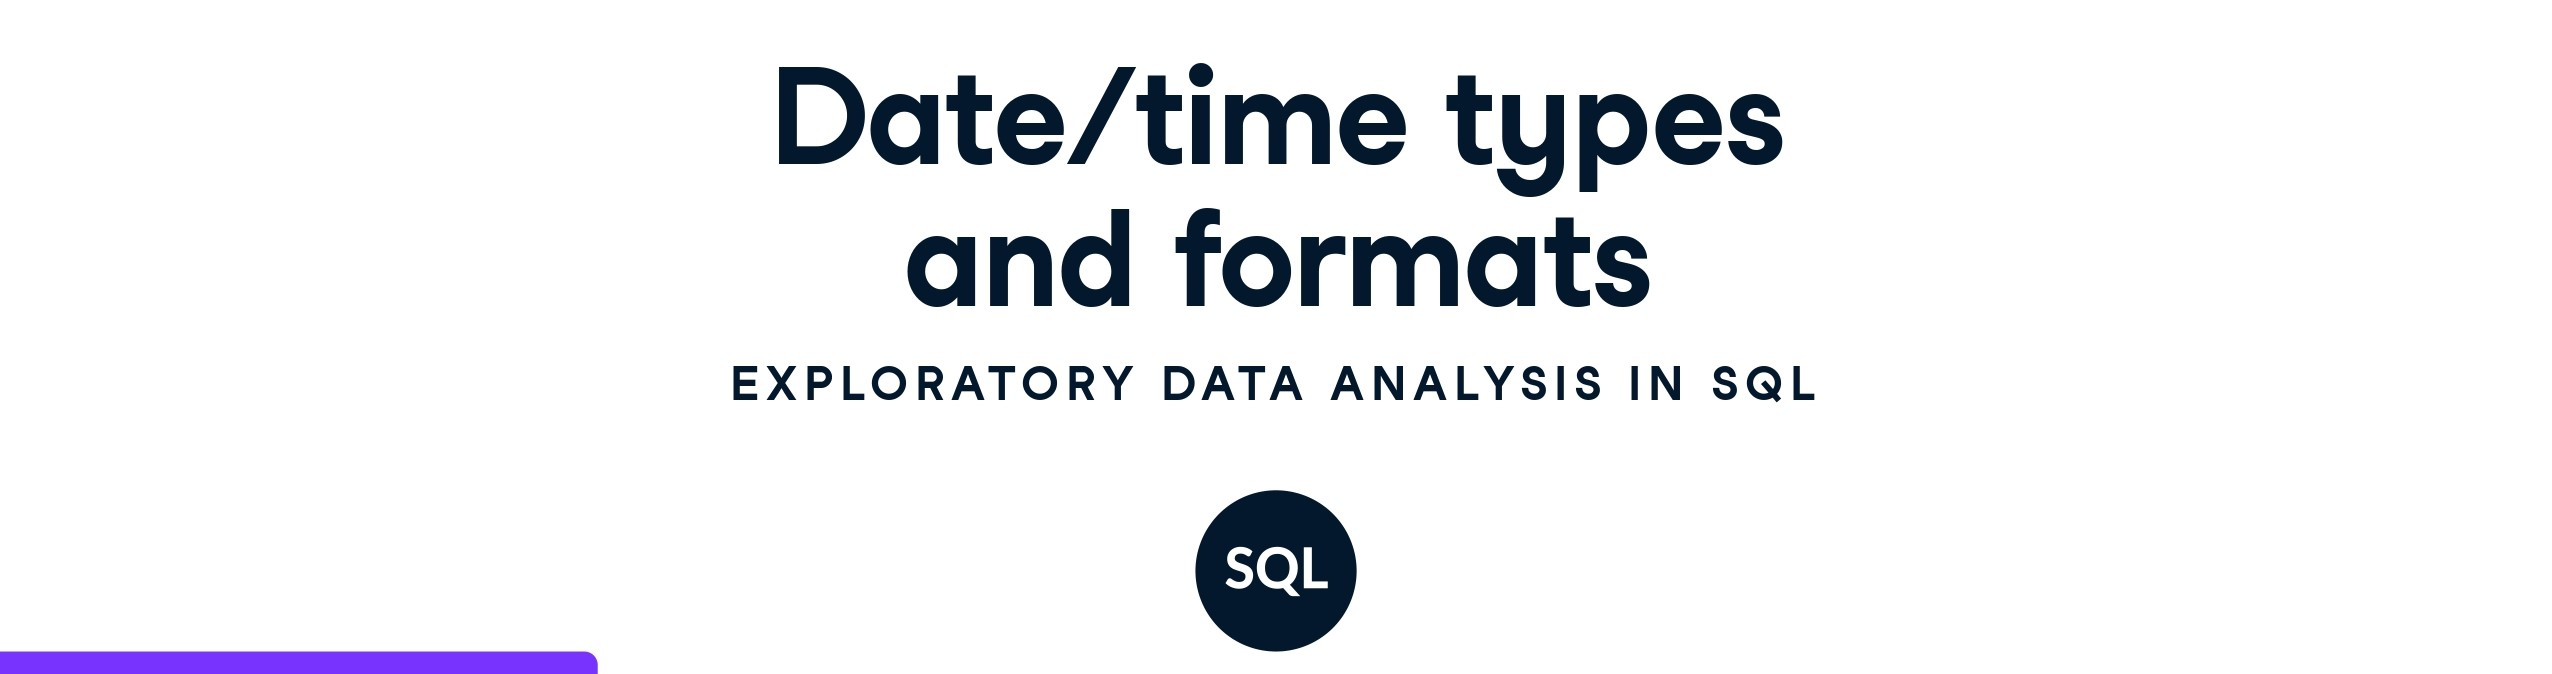 Date/time types
and formats
EXPLORATORY DATA ANALYSIS IN SQL
SQL